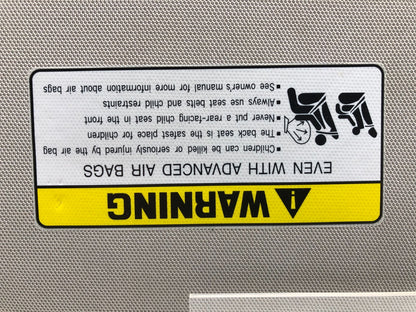 WARNING
EVEN WITH ADVANCED AIR BAGS
• Children can be killed or seriously injured by the air bag
• The back seat is the safest place for children
• Never put a rear-facing child seat in the front
• Always use seat belts and child restraints
• See owner's manual for more information about air bags